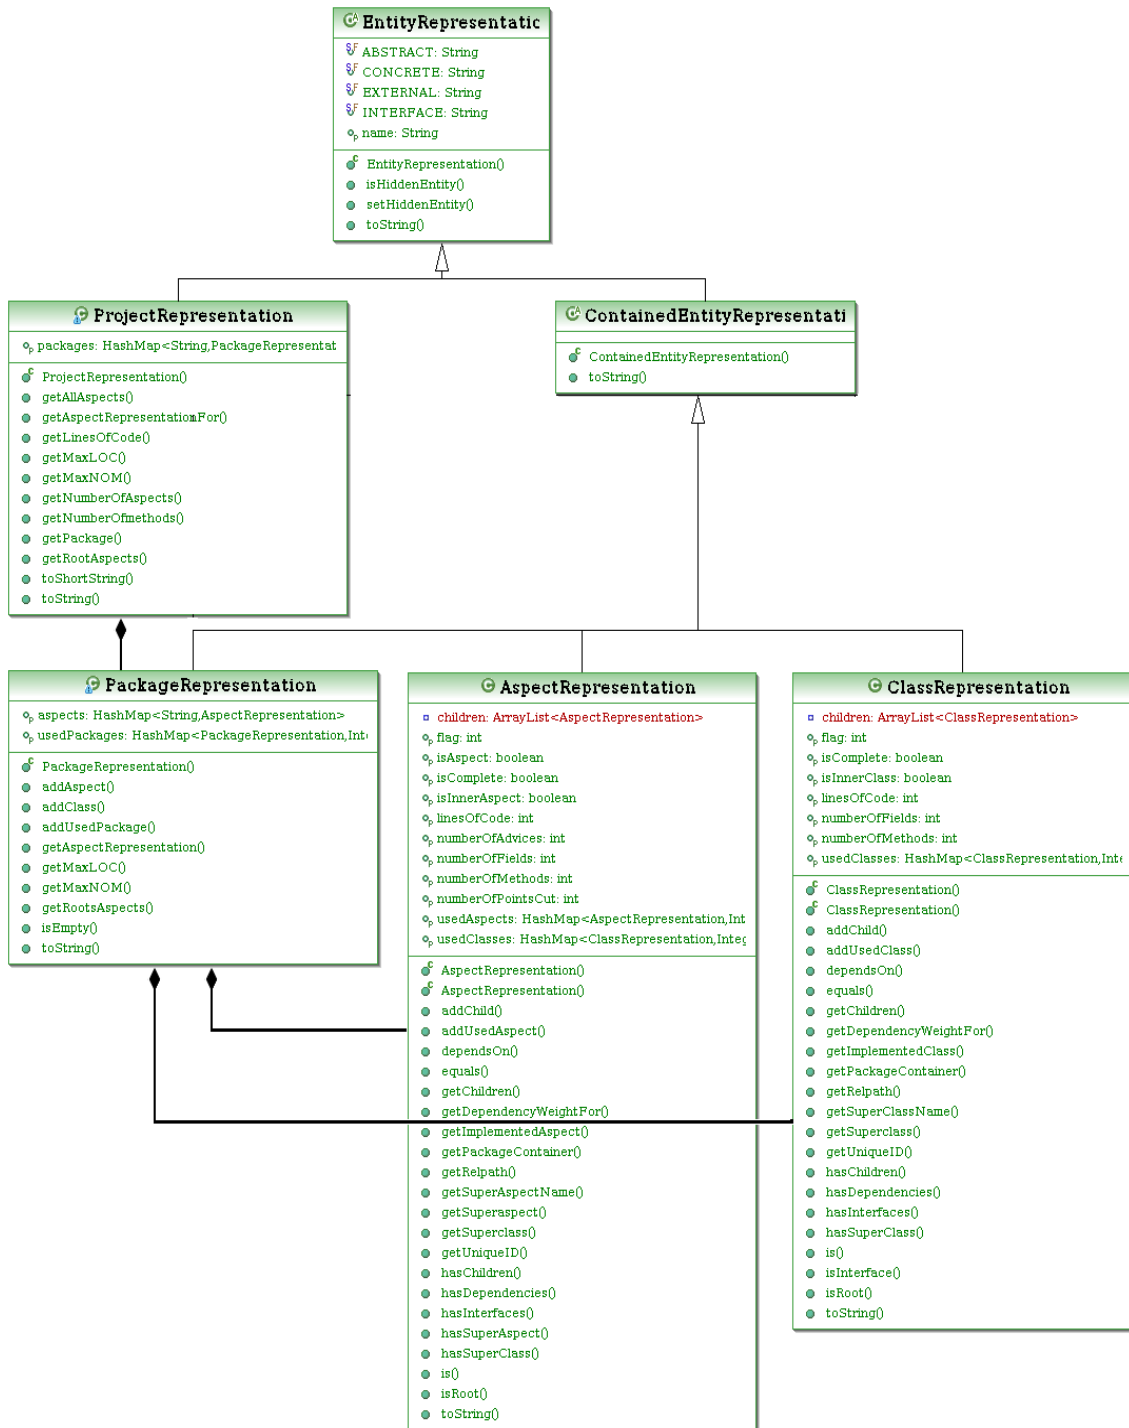 EntityRepresentatic
ABSTRACT: String
CONCRETE: String
EXTERNAL: String
INTERFACE: String
name: String
EntityRepresentation()
isHiddenEntity()
setHiddenEntity()
toString()
ProjectRepresentation
packages: HashMap<String,PackageRepresentat
ProjectRepresentation()
getAllAspects()
getAspectRepresentationFor()
getLinesOfCode()
getMaxLOC()
getMaxNOM()
getNumberOfAspects()
getNumberOfmethods()
getPackage()
getRootAspects()
toShortString()
toString()
ContainedEntityRepresentati
ContainedEntityRepresentation()
toString()
PackageRepresentation
aspects: HashMap<String,AspectRepresentation>
usedPackages: HashMap<PackageRepresentation,Inte
PackageRepresentation()
addAspect()
addClass()
addUsedPackage()
getAspectRepresentation()
getMaxLOC()
getMaxNOM()
getRootsAspects()
isEmpty()
toString()
AspectRepresentation
children: ArrayList<AspectRepresentation>
flag: int
isAspect: boolean
isComplete: boolean
isInnerAspect: boolean
linesOfCode: int
numberOfAdvices: int
numberOfFields: int
numberOfMethods: int
numberOfPointsCut: int
usedAspects: HashMap<AspectRepresentation,Int
usedClasses: HashMap<ClassRepresentation,Integ
AspectRepresentation()
AspectRepresentation()
addChild()
addUsedAspect()
dependsOn()
equals()
getChildren()
getDependencyWeightFor()
getImplementedAspect()
getPackageContainer()
getRelpath()
getSuperAspectName()
getSuperaspect()
getSuperclass()
getUniqueID()
hasChildren()
hasDependencies()
hasInterfaces()
hasSuperAspect()
hasSuperClass()
is()
isRoot()
toString()
ClassRepresentation
children: ArrayList<ClassRepresentation>
flag: int
isComplete: boolean
isInnerClass: boolean
linesOfCode: int
numberOfFields: int
numberOfMethods: int
usedClasses: HashMap<ClassRepresentation,Inte
ClassRepresentation()
ClassRepresentation()
addChild()
addUsedClass()
dependsOn()
equals()
getChildren()
getDependencyWeightFor()
getImplementedClass()
getPackageContainer()
getRelpath()
getSuperClassName()
getSuperclass()
getUniqueID()
hasChildren()
hasDependencies()
hasInterfaces()
hasSuperClass()
is()
isInterface()
isRoot()
toString()